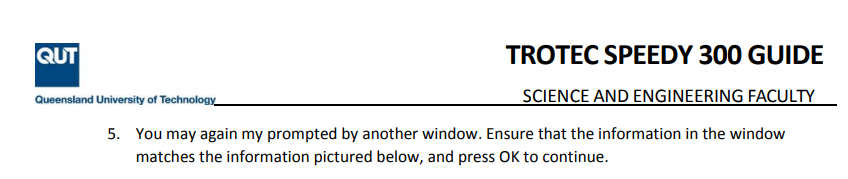 QUT
TROTEC SPEEDY 300 GUIDE
Queensland University of Technology
SCIENCE AND ENGINEERING FACULTY
5. You may again my prompted by another window. Ensure that the information in the window
matches the information pictured below, and press OK to continue.